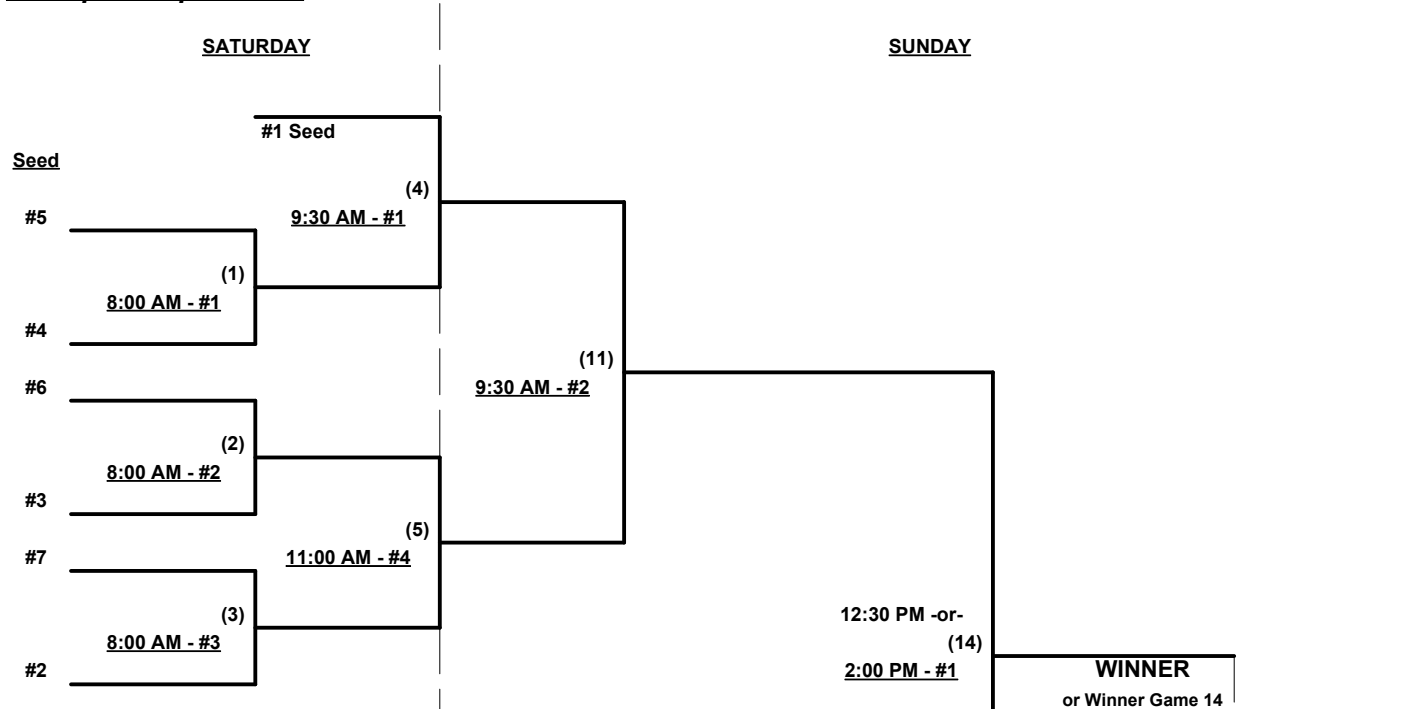 SATURDAY
SUNDAY
#1 Seed
Seed
(4)
#5
9:30 AM - #1
(1)
8:00 AM - #1
#4
(11)
#6
9:30 AM - #2
(2)
8:00 AM - #2
#3
(5)
#7
11:00 AM - #4
(3)
12:30 PM -or-
8:00 AM - #3
(14)
#2
2:00 PM - #1
WINNER
or Winner Game 14